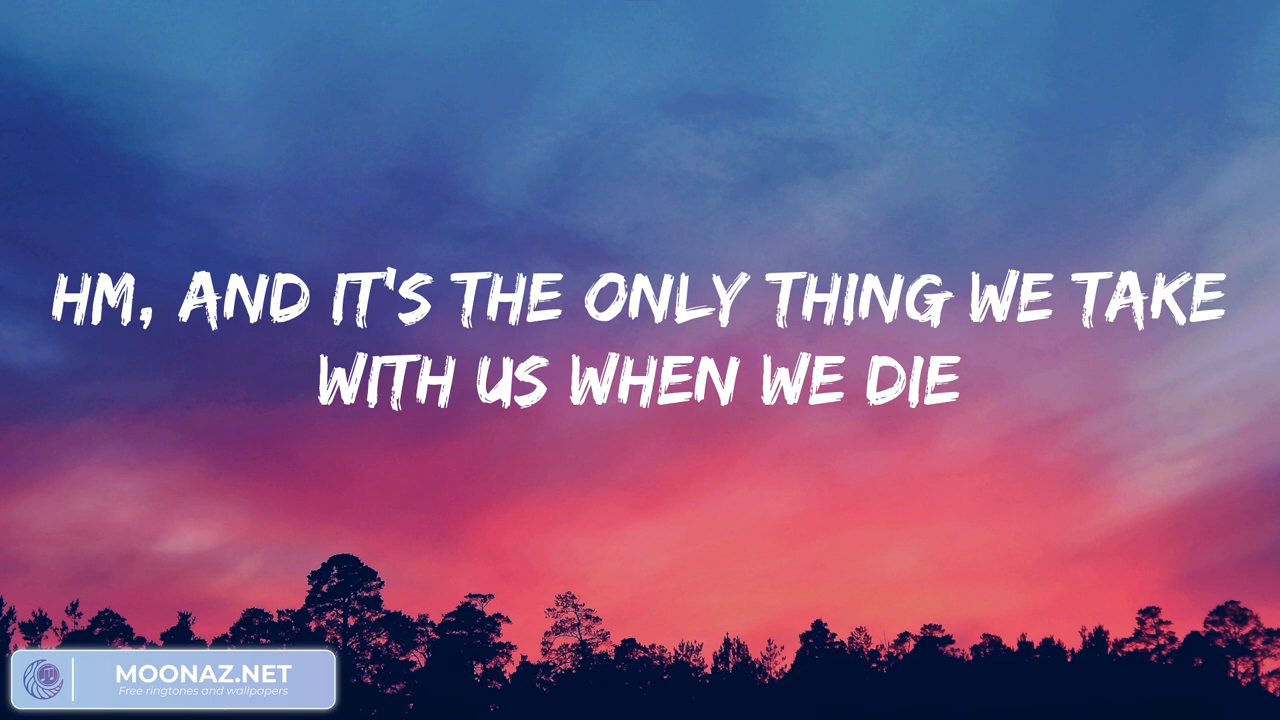 HM, AND IT'S THE ONLY THING WE TAKE
WITH US WHEN WE DIE
MOONAZ.NET
Free ringtones and wallpapers